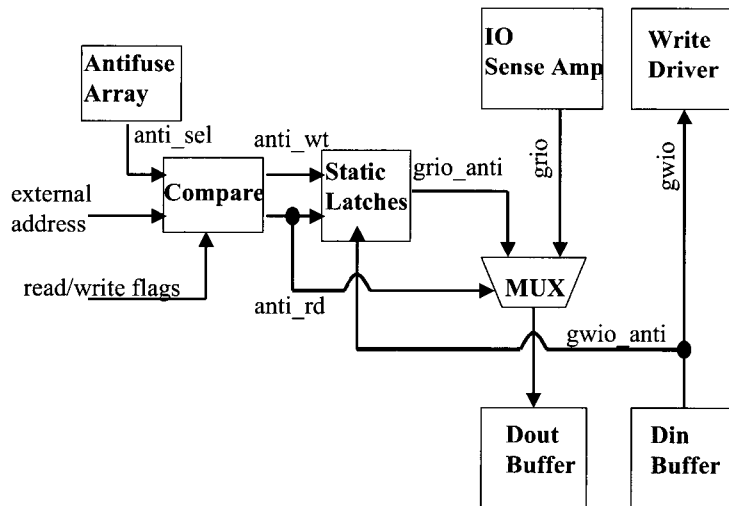 Antifuse
Array
IO
Sense Amp
Write
Driver
anti_sel
anti_wt
grio_anti
grio
gwio
external
address
Compare
Static
Latches
read/write flags
anti_rd
MUX
gwio_anti
Dout
Buffer
Din
Buffer